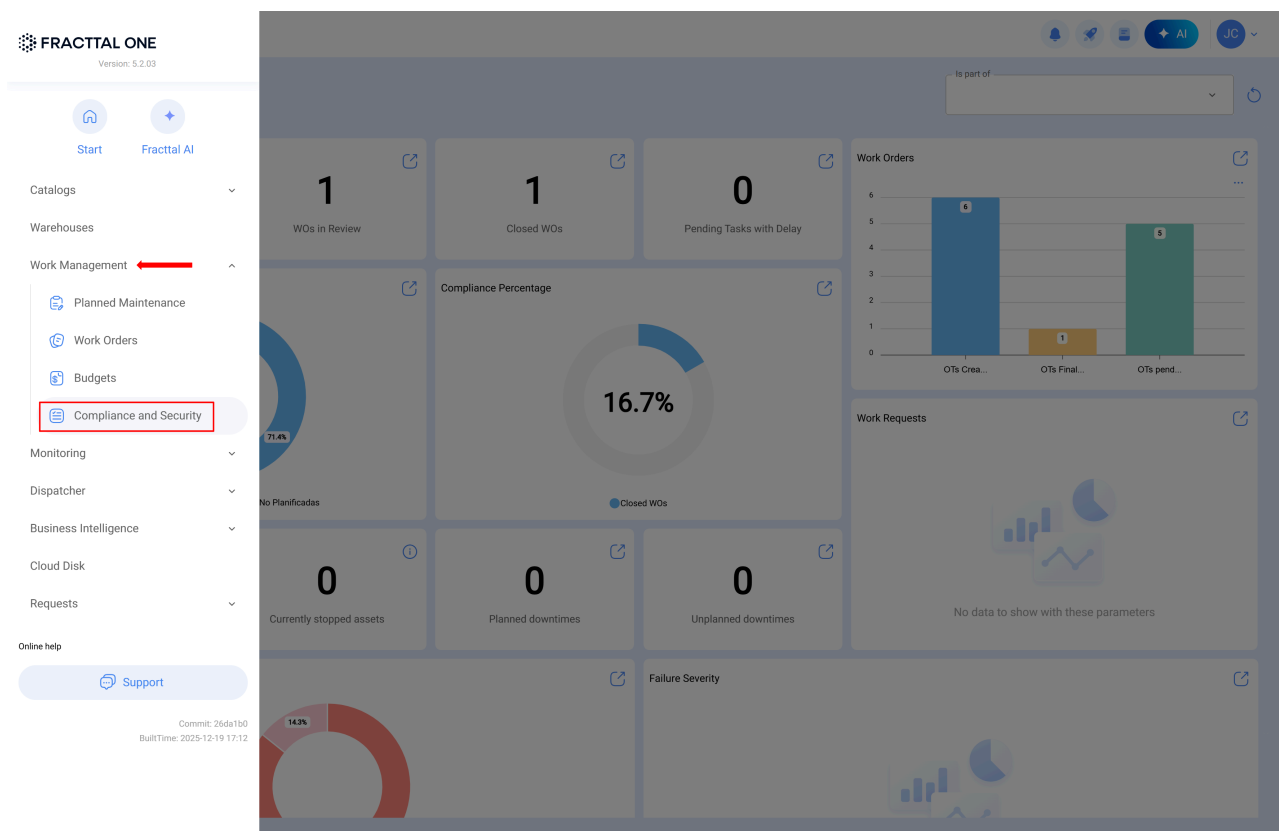 FRACTTAL ONE
Version: 5.2.03
Start
Fracttal AI
Catalogs
Warehouses
Work Management
Planned Maintenance
Work Orders
Budgets
Compliance and Security
Monitoring
Dispatcher
Business Intelligence
Cloud Disk
Requests
Online help
Support
Commit: 26da1b0
BuiltTime: 2025-12-19 17:12
AI
JC
Is part of
1
WOs in Review
1
Closed WOs
0
Pending Tasks with Delay
Work Orders
6
5
4
3
2
1
0
6
1
5
OTs Crea...
OTs Final...
OTs pend...
71.4%
No Planificadas
Compliance Percentage
16.7%
Closed WOs
Work Requests
No data to show with these parameters
0
Currently stopped assets
0
Planned downtimes
0
Unplanned downtimes
14.3%
Failure Severity